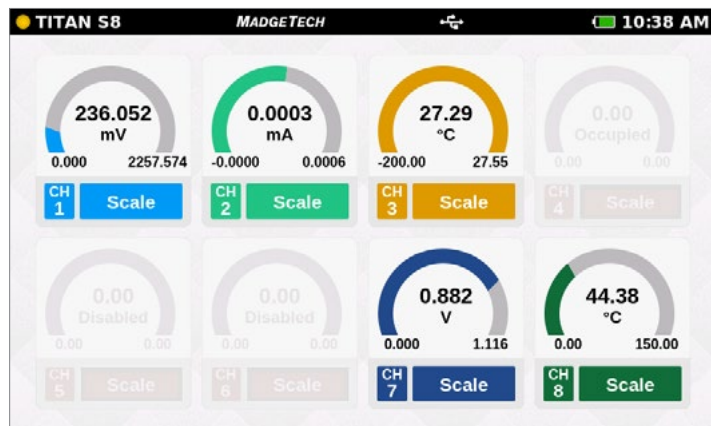 TITAN S8 MADGETECH 10:38 AM
236.052
mV
0.000 2257.574
CH
1
Scale
0.0003
mA
-0.0000 0.0006
CH
2
Scale
27.29
°C
-200.00 27.55
CH
3
Scale
0.00
Occupied
0.00 0.00
CH
4
Scale
0.00
Disabled
0.00 0.00
CH
5
Scale
0.00
Disabled
0.00 0.00
CH
6
Scale
0.882
V
0.000 1.116
CH
7
Scale
44.38
°C
0.00 150.00
CH
8
Scale